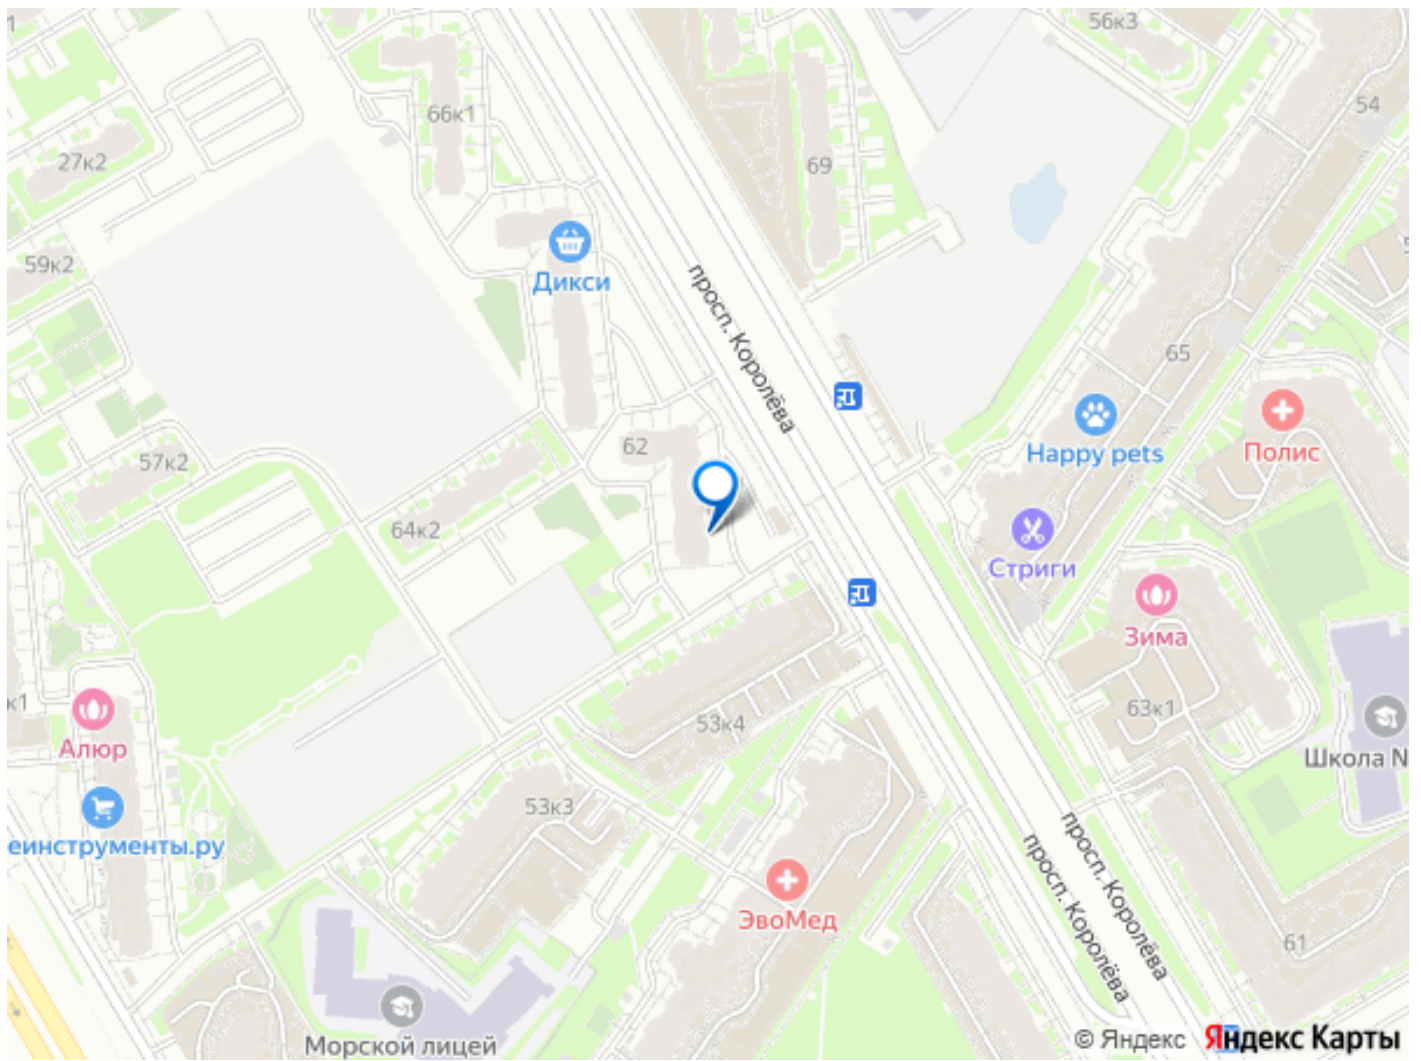 56к3
54
66к1
27к2
69
59к2
Дикси
просп. Королёва
65
62
57к2
Happy pets
Полис
64к2
Стриги
Зима
к1
Алюр
53к4
63к1
Школа N
53к3
еинструменты.ру
просп. Королёва
просп. Королёва
ЭвоМед
61
Морской лицей
© Яндекс Яндекс Карты